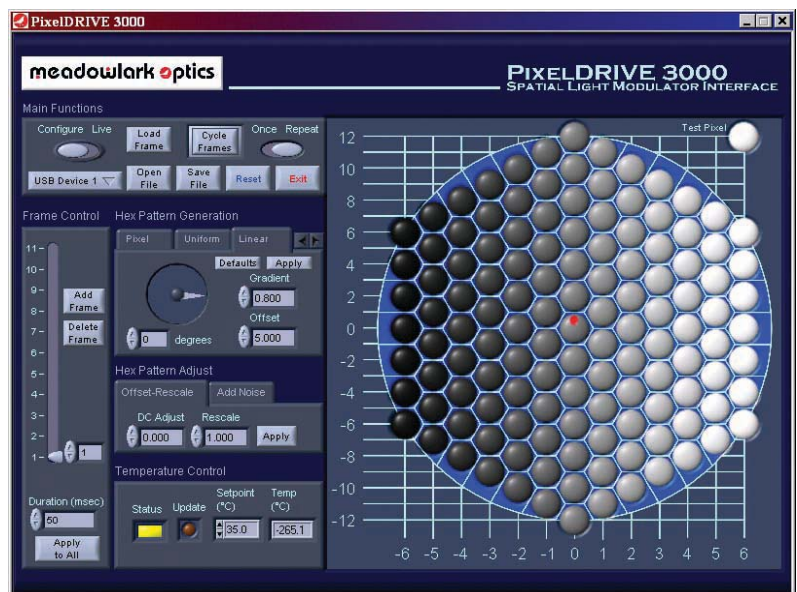 PixelDRIVE 3000
meadowlark optics
PIXELDRIVE 3000
SPATIAL LIGHT MODULATOR INTERFACE
Main Functions
Configure Live
Load Frame
Cycle Frames
Once Repeat
USB Device 1
Open File
Save File
Reset
Exit
Frame Control
11
10
9
8
7
6
5
4
3
2
1
Add Frame
Delete Frame
1
Duration (msec)
50
Apply to All
Hex Pattern Generation
Pixel Uniform Linear
Defaults Apply
Gradient
0.800
Offset
5.000
0 degrees
Hex Pattern Adjust
Offset-Rescale Add Noise
DC Adjust Rescale
0.000 1.000 Apply
Temperature Control
Status Update Setpoint (°C) Temp (°C)
35.0 -265.1
Test Pixel
12
10
8
6
4
2
0
-2
-4
-6
-8
-10
-12
-6 -5 -4 -3 -2 -1 0 1 2 3 4 5 6